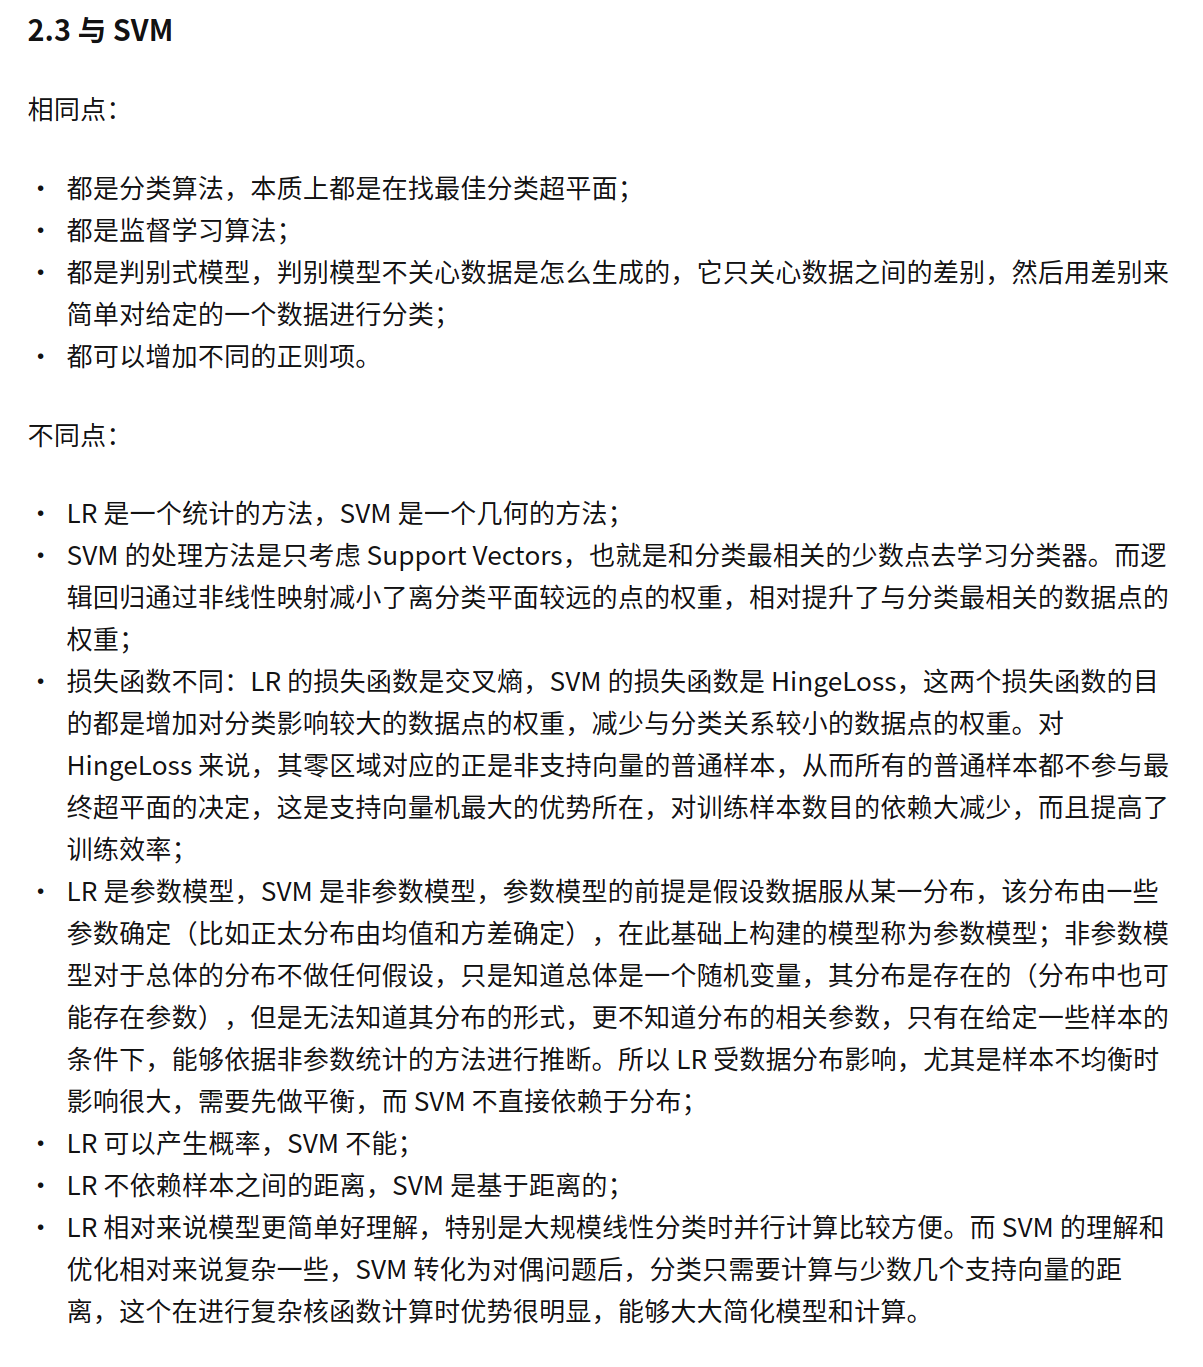 2.3 与 SVM
相同点：
• 都是分类算法，本质上都是在找最佳分类超平面；
• 都是监督学习算法；
• 都是判别式模型，判别模型不关心数据是怎么生成的，它只关心数据之间的差别，然后用差别来
简单对给定的一个数据进行分类；
• 都可以增加不同的正则项。
不同点：
• LR 是一个统计的方法，SVM 是一个几何的方法；
• SVM 的处理方法是只考虑 Support Vectors，也就是和分类最相关的少数点去学习分类器。而逻
辑回归通过非线性映射减小了离分类平面较远的点的权重，相对提升了与分类最相关的数据点的
权重；
• 损失函数不同：LR 的损失函数是交叉熵，SVM 的损失函数是 HingeLoss，这两个损失函数的目
的都是增加对分类影响较大的数据点的权重，减少与分类关系较小的数据点的权重。对
HingeLoss 来说，其零区域对应的正是非支持向量的普通样本，从而所有的普通样本都不参与最
终超平面的决定，这是支持向量机最大的优势所在，对训练样本数目的依赖大减少，而且提高了
训练效率；
• LR 是参数模型，SVM 是非参数模型，参数模型的前提是假设数据服从某一分布，该分布由一些
参数确定（比如正太分布由均值和方差确定），在此基础上构建的模型称为参数模型；非参数模
型对于总体的分布不做任何假设，只是知道总体是一个随机变量，其分布是存在的（分布中也可
能存在参数），但是无法知道其分布的形式，更不知道分布的相关参数，只有在给定一些样本的
条件下，能够依据非参数统计的方法进行推断。所以 LR 受数据分布影响，尤其是样本不均衡时
影响很大，需要先做平衡，而 SVM 不直接依赖于分布；
• LR 可以产生概率，SVM 不能；
• LR 不依赖样本之间的距离，SVM 是基于距离的；
• LR 相对来说模型更简单好理解，特别是大规模线性分类时并行计算比较方便。而 SVM 的理解和
优化相对来说复杂一些，SVM 转化为对偶问题后，分类只需要计算与少数几个支持向量的距
离，这个在进行复杂核函数计算时优势很明显，能够大大简化模型和计算。